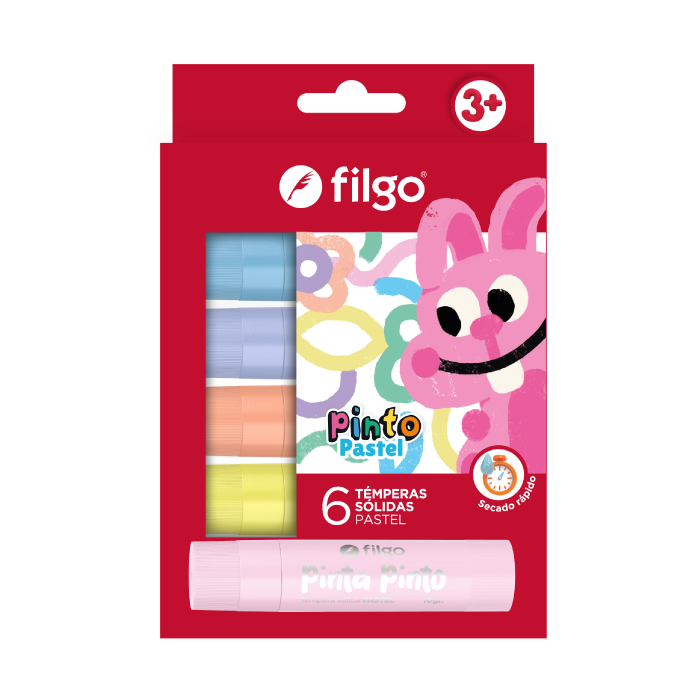 3+
filgo®
pinto
Pastel
6 TÉMPERAS
SÓLIDAS
PASTEL
Secado rápido
filgo
Pinta Pinto